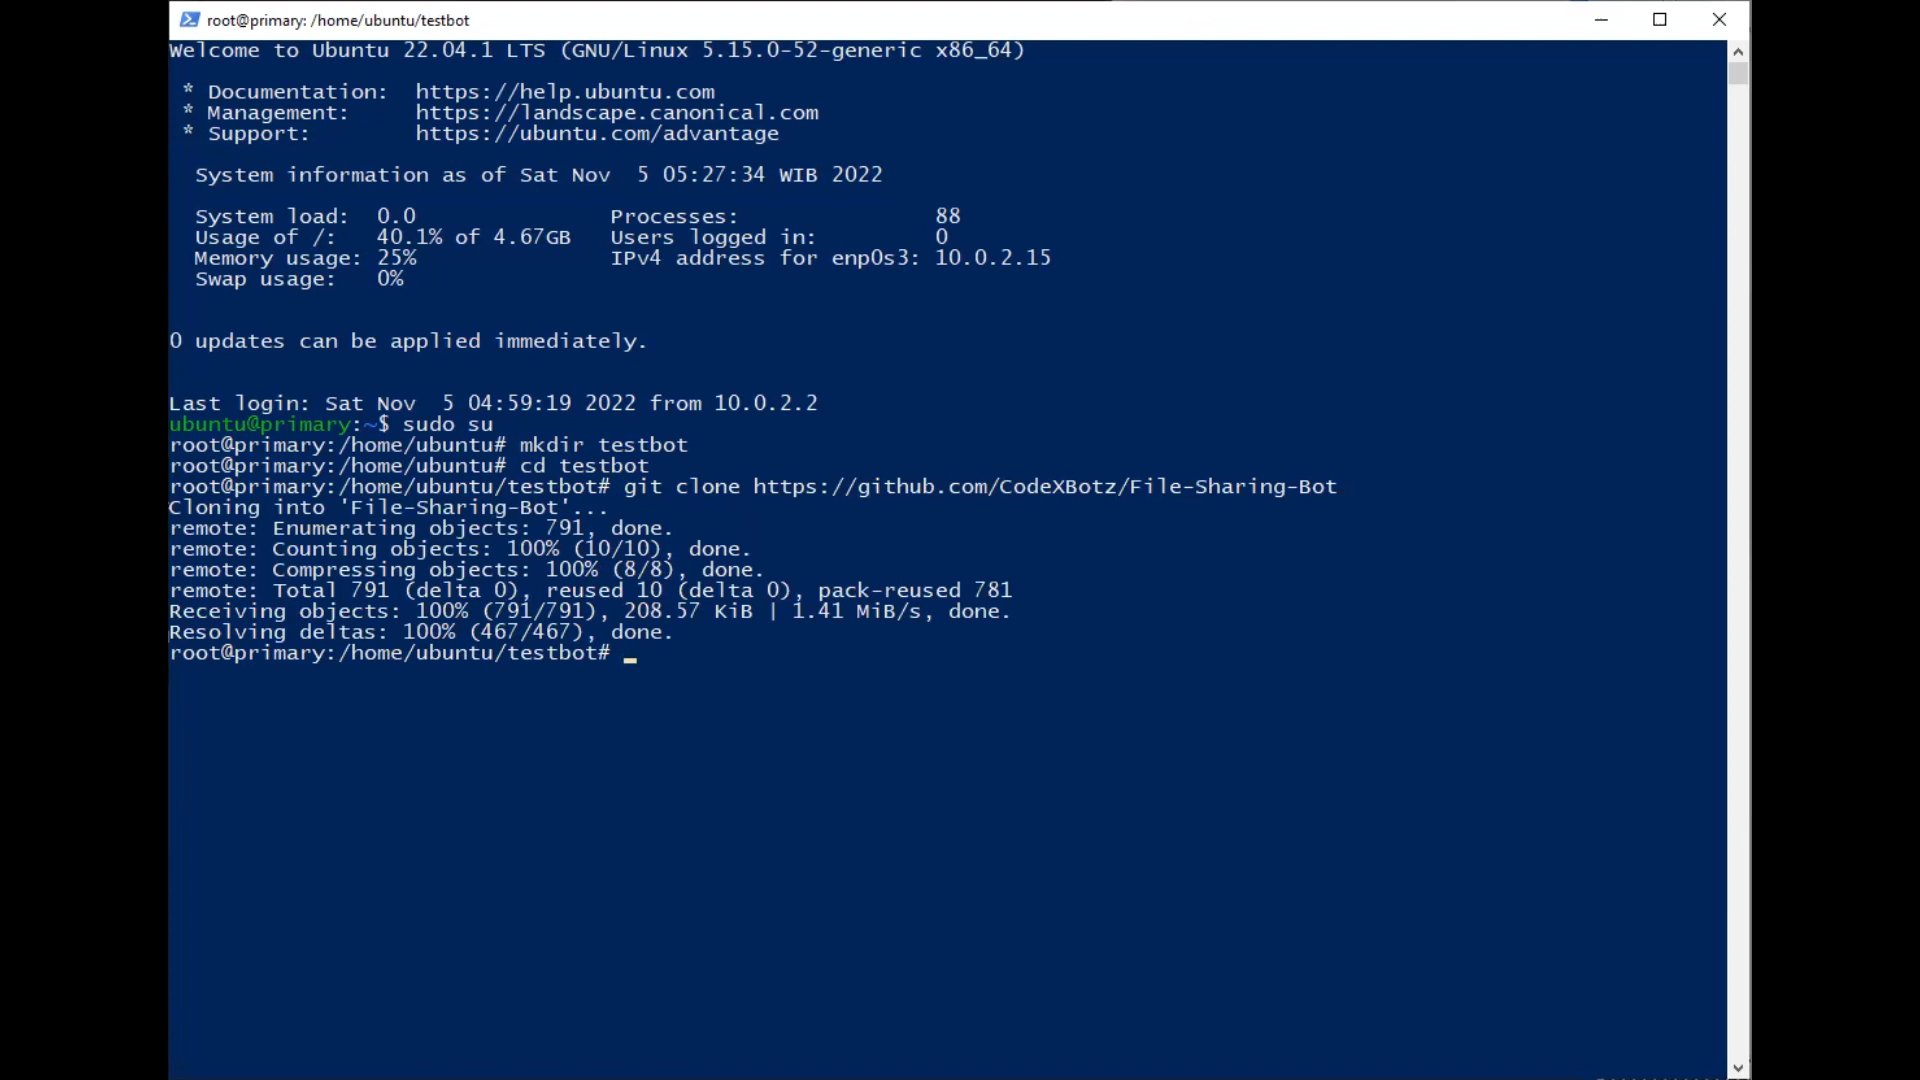 root@primary: /home/ubuntu/testbot
Welcome to Ubuntu 22.04.1 LTS (GNU/Linux 5.15.0-52-generic x86_64)
* Documentation:  https://help.ubuntu.com
* Management:     https://landscape.canonical.com
* Support:        https://ubuntu.com/advantage
System information as of Sat Nov  5 05:27:34 WIB 2022
System load:  0.0               Processes:               88
Usage of /:   40.1% of 4.67GB   Users logged in:         0
Memory usage: 25%               IPv4 address for enp0s3: 10.0.2.15
Swap usage:   0%
0 updates can be applied immediately.
Last login: Sat Nov  5 04:59:19 2022 from 10.0.2.2
ubuntu@primary:~$ sudo su
root@primary:/home/ubuntu# mkdir testbot
root@primary:/home/ubuntu# cd testbot
root@primary:/home/ubuntu/testbot# git clone https://github.com/CodeXBotz/File-Sharing-Bot
Cloning into 'File-Sharing-Bot'...
remote: Enumerating objects: 791, done.
remote: Counting objects: 100% (10/10), done.
remote: Compressing objects: 100% (8/8), done.
remote: Total 791 (delta 0), reused 10 (delta 0), pack-reused 781
Receiving objects: 100% (791/791), 208.57 KiB | 1.41 MiB/s, done.
Resolving deltas: 100% (467/467), done.
root@primary:/home/ubuntu/testbot#